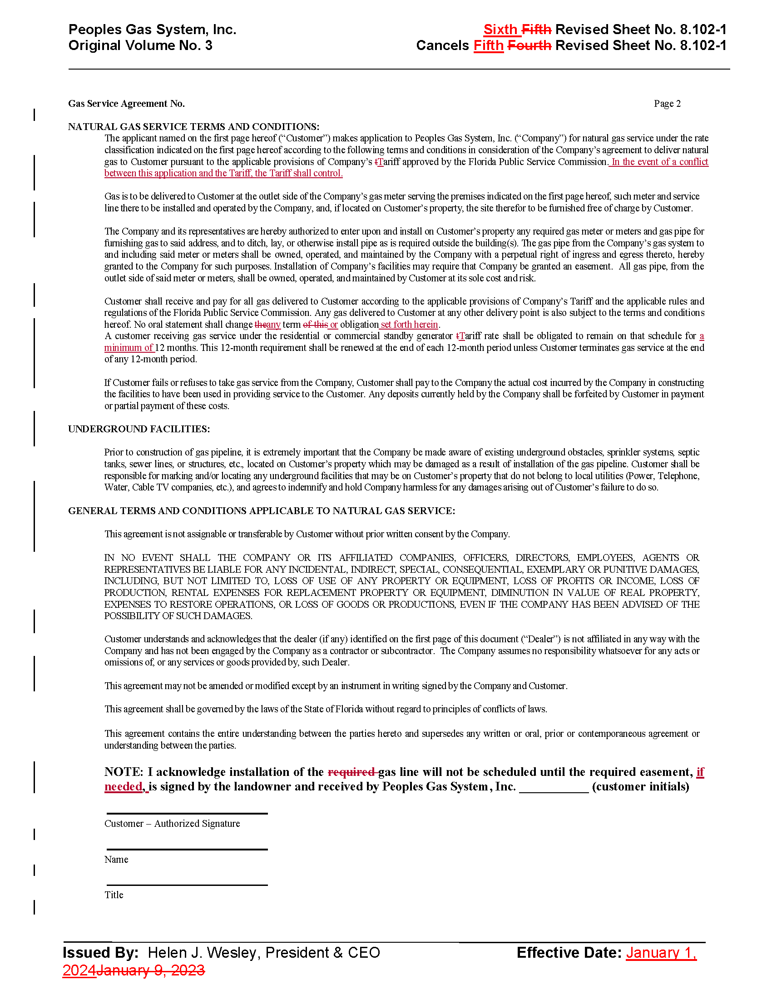 Peoples Gas System, Inc.
Original Volume No. 3
Sixth Fifth Revised Sheet No. 8.102-1
Cancels Fifth Fourth Revised Sheet No. 8.102-1
Gas Service Agreement No.
Page 2
NATURAL GAS SERVICE TERMS AND CONDITIONS:
The applicant named on the first page hereof (“Customer”) makes application to Peoples Gas System, Inc. (“Company”) for natural gas service under the rate
classification indicated on the first page hereof according to the following terms and conditions in consideration of the Company’s agreement to deliver natural
gas to Customer pursuant to the applicable provisions of Company’s tTariff approved by the Florida Public Service Commission. In the event of a conflict
between this application and the Tariff, the Tariff shall control.
Gas is to be delivered to Customer at the outlet side of the Company’s gas meter serving the premises indicated on the first page hereof, such meter and service
line there to be installed and operated by the Company, and, if located on Customer’s property, the site therefor to be furnished free of charge by Customer.
The Company and its representatives are hereby authorized to enter upon and install on Customer’s property any required gas meter or meters and gas pipe for
furnishing gas to said address, and to ditch, lay, or otherwise install pipe as is required outside the building(s). The gas pipe from the Company’s gas system to
and including said meter or meters shall be owned, operated, and maintained by the Company with a perpetual right of ingress and egress thereto, hereby
granted to the Company for such purposes. Installation of Company’s facilities may require that Company be granted an easement. All gas pipe, from the
outlet side of said meter or meters, shall be owned, operated, and maintained by Customer at its sole cost and risk.
Customer shall receive and pay for all gas delivered to Customer according to the applicable provisions of Company’s Tariff and the applicable rules and
regulations of the Florida Public Service Commission. Any gas delivered to Customer at any other delivery point is also subject to the terms and conditions
hereof. No oral statement shall change theany term of this or obligation set forth herein.
A customer receiving gas service under the residential or commercial standby generator tTariff rate shall be obligated to remain on that schedule for a
minimum of 12 months. This 12-month requirement shall be renewed at the end of each 12-month period unless Customer terminates gas service at the end
of any 12-month period.
If Customer fails or refuses to take gas service from the Company, Customer shall pay to the Company the actual cost incurred by the Company in constructing
the facilities to have been used in providing service to the Customer. Any deposits currently held by the Company shall be forfeited by Customer in payment
or partial payment of these costs.
UNDERGROUND FACILITIES:
Prior to construction of gas pipeline, it is extremely important that the Company be made aware of existing underground obstacles, sprinkler systems, septic
tanks, sewer lines, or structures, etc., located on Customer’s property which may be damaged as a result of installation of the gas pipeline. Customer shall be
responsible for marking and/or locating any underground facilities that may be on Customer’s property that do not belong to local utilities (Power, Telephone,
Water, Cable TV companies, etc.), and agrees to indemnify and hold Company harmless for any damages arising out of Customer’s failure to do so.
GENERAL TERMS AND CONDITIONS APPLICABLE TO NATURAL GAS SERVICE:
This agreement is not assignable or transferable by Customer without prior written consent by the Company.
IN NO EVENT SHALL THE COMPANY OR ITS AFFILIATED COMPANIES, OFFICERS, DIRECTORS, EMPLOYEES, AGENTS OR
REPRESENTATIVES BE LIABLE FOR ANY INCIDENTAL, INDIRECT, SPECIAL, CONSEQUENTIAL, EXEMPLARY OR PUNITIVE DAMAGES,
INCLUDING, BUT NOT LIMITED TO, LOSS OF USE OF ANY PROPERTY OR EQUIPMENT, LOSS OF PROFITS OR INCOME, LOSS OF
PRODUCTION, RENTAL EXPENSES FOR REPLACEMENT PROPERTY OR EQUIPMENT, DIMINUTION IN VALUE OF REAL PROPERTY,
EXPENSES TO RESTORE OPERATIONS, OR LOSS OF GOODS OR PRODUCTIONS, EVEN IF THE COMPANY HAS BEEN ADVISED OF THE
POSSIBILITY OF SUCH DAMAGES.
Customer understands and acknowledges that the dealer (if any) identified on the first page of this document (“Dealer”) is not affiliated in any way with the
Company and has not been engaged by the Company as a contractor or subcontractor. The Company assumes no responsibility whatsoever for any acts or
omissions of, or any services or goods provided by, such Dealer.
This agreement may not be amended or modified except by an instrument in writing signed by the Company and Customer.
This agreement shall be governed by the laws of the State of Florida without regard to principles of conflicts of laws.
This agreement contains the entire understanding between the parties hereto and supersedes any written or oral, prior or contemporaneous agreement or
understanding between the parties.
NOTE: I acknowledge installation of the required gas line will not be scheduled until the required easement, if
needed, is signed by the landowner and received by Peoples Gas System, Inc. ___________ (customer initials)
Customer – Authorized Signature
Name
Title
Issued By: Helen J. Wesley, President & CEO
Effective Date: January 1,
2024January 9, 2023